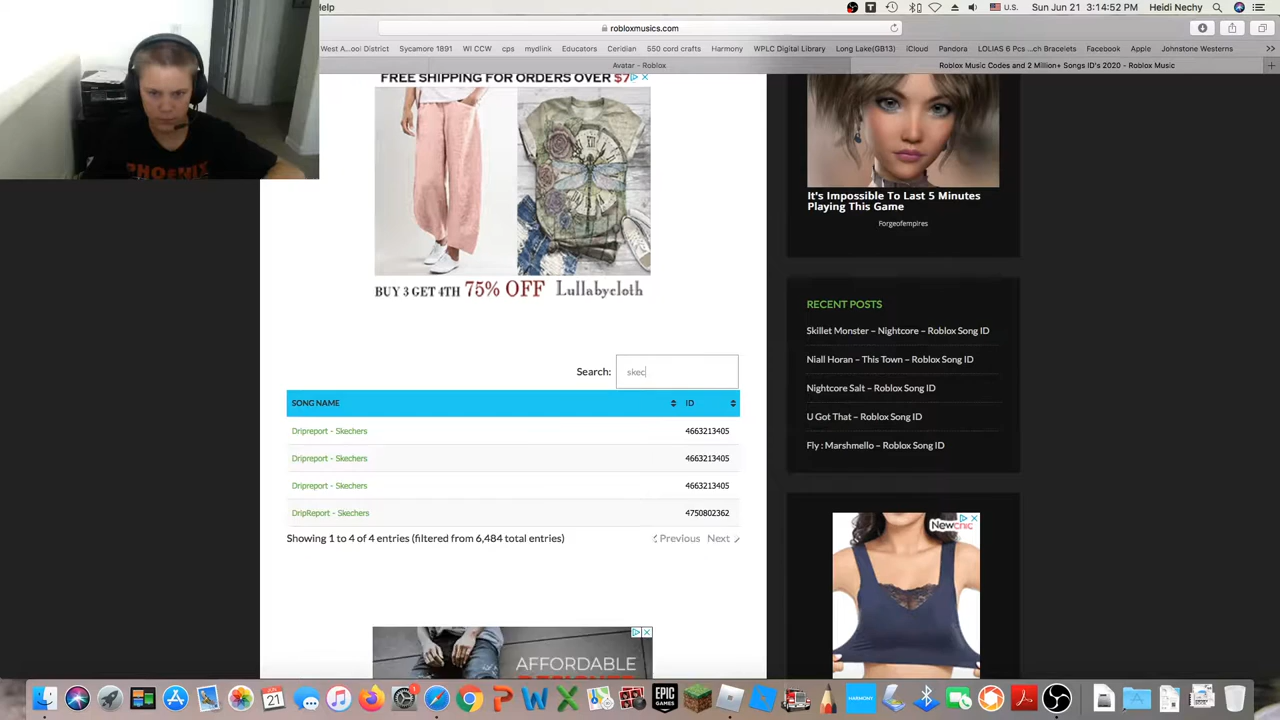 elp
U.S.
Sun Jun 21 3:14:52 PM Heidi Nechy
robloxmusics.com
West A...ool District Sycamore 1891 WI CCW cps mydlink Educators Ceridian 550 cord crafts Harmony WPLC Digital Library Long Lake(GB13) iCloud Pandora LOLIAS 6 Pcs ...ch Bracelets Facebook Apple Johnstone Westerns >>
Avatar - Roblox
Roblox Music Codes and 2 Million+ Songs ID's 2020 - Roblox Music
FREE SHIPPING FOR ORDERS OVER $7
PHOENIX
BUY 3 GET 4TH 75% OFF Lullabycloth
It's Impossible To Last 5 Minutes
Playing This Game
Forgeofempires
RECENT POSTS
Skillet Monster – Nightcore – Roblox Song ID
Niall Horan – This Town – Roblox Song ID
Nightcore Salt – Roblox Song ID
U Got That – Roblox Song ID
Fly : Marshmello – Roblox Song ID
Search: skec
SONG NAME ID
Dripreport - Skechers 4663213405
Dripreport - Skechers 4663213405
Dripreport - Skechers 4663213405
DripReport - Skechers 4750802362
Showing 1 to 4 of 4 entries (filtered from 6,484 total entries)
Previous Next
Newchic
AFFORDABLE
EPIC
GAMES
HARMONY